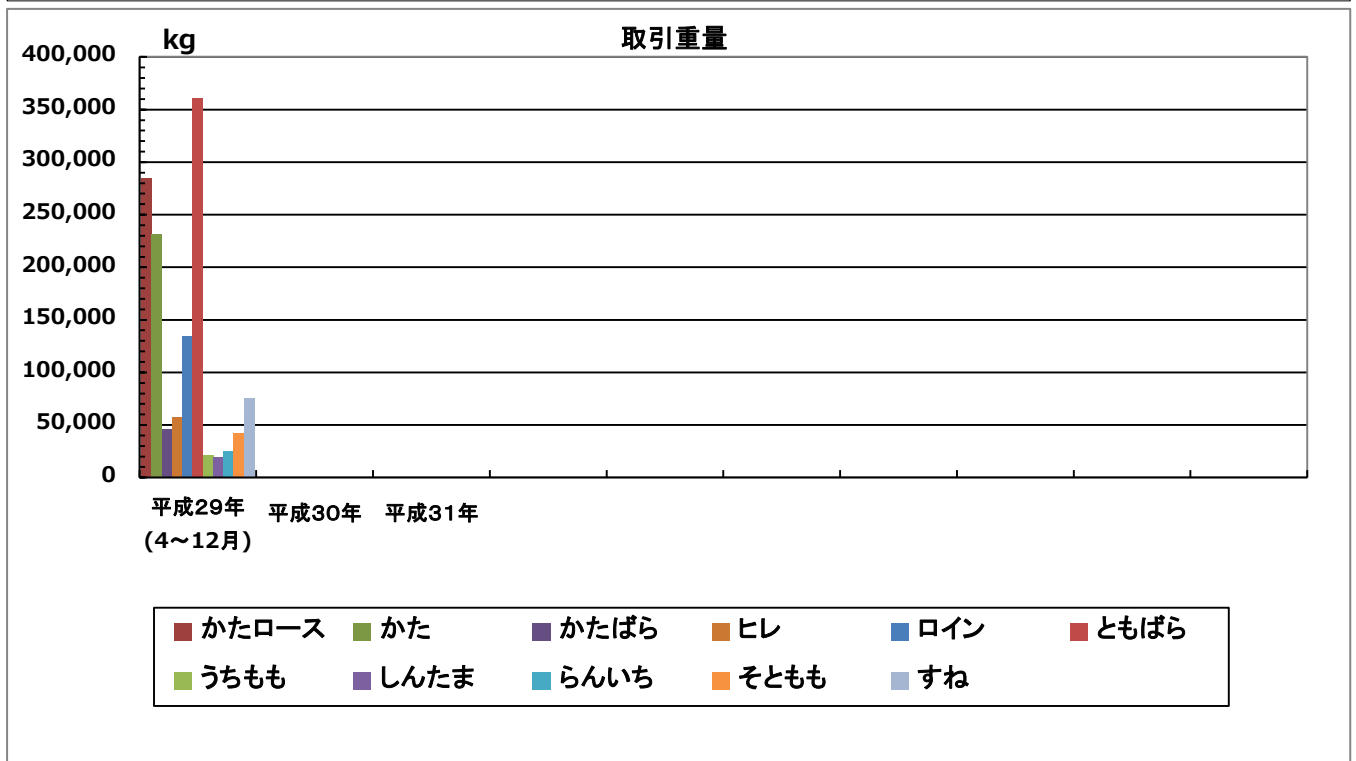 kg 取引重量
400,000
350,000
300,000
250,000
200,000
150,000
100,000
50,000
0
平成29年 平成30年 平成31年
(4～12月)
かたロース かた かたばら ヒレ ロイン ともばら
うちもも しんたま らんいち そともも すね